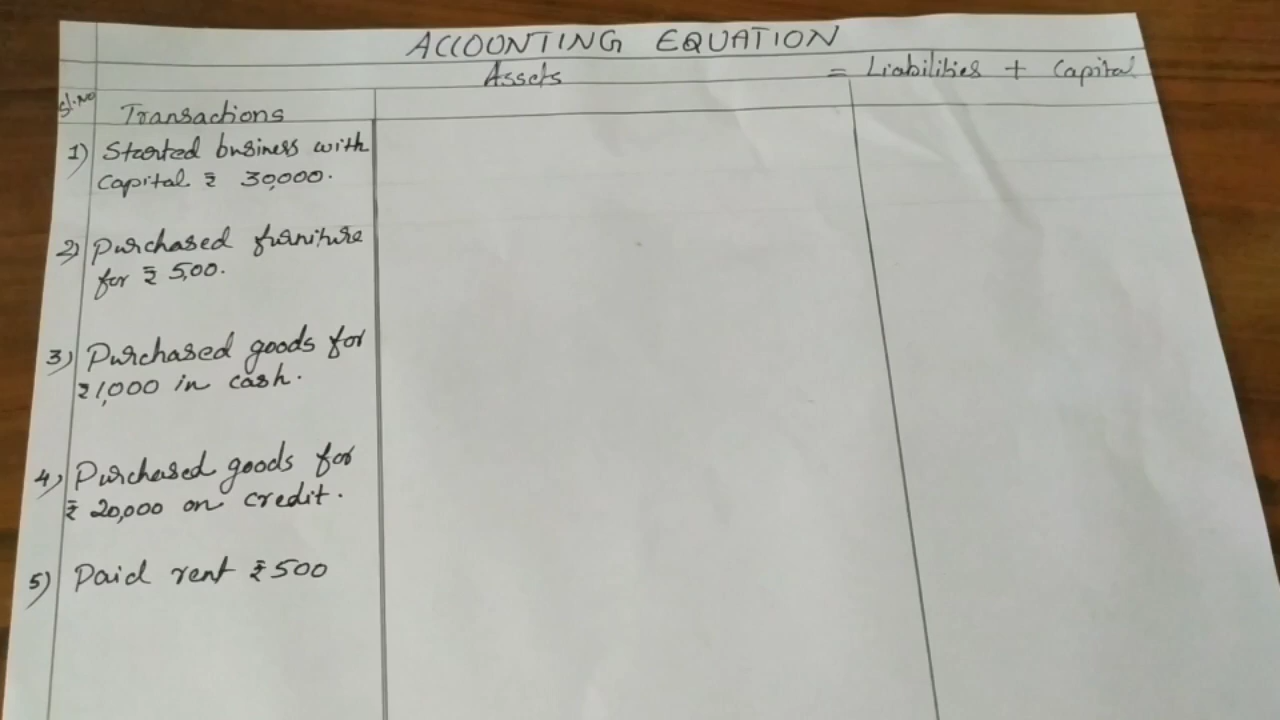 ACCOUNTING EQUATION
Assets = Liabilities + Capital
Sl.No Transactions
1) Started business with
Capital ₹ 30,000.
2) Purchased furniture
for ₹ 5,00.
3) Purchased goods for
₹1,000 in cash.
4) Purchased goods for
₹ 20,000 on credit.
5) Paid rent ₹500